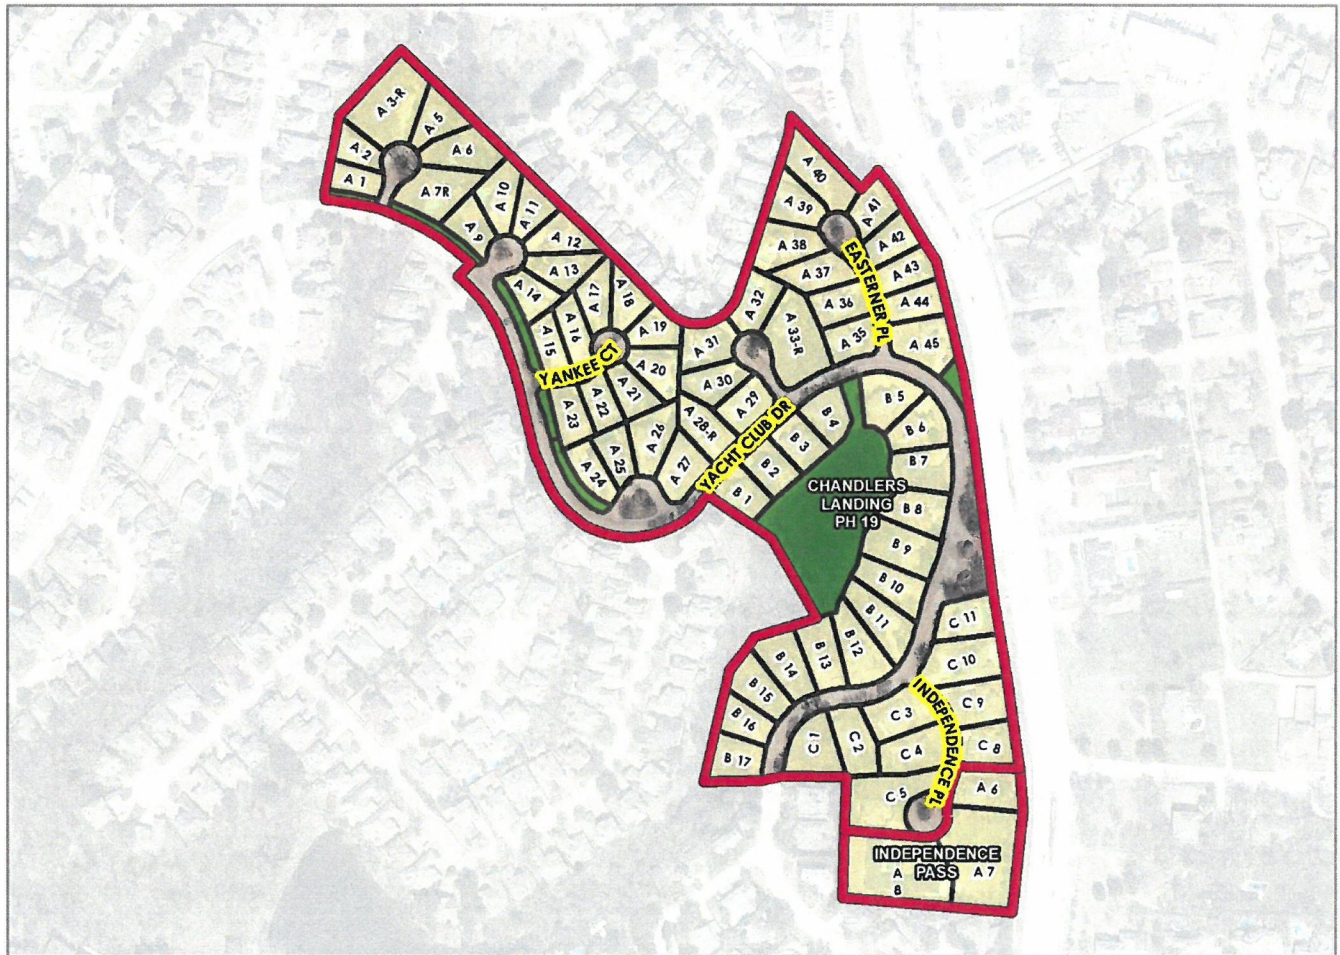 A 3-R
A 5
A 2
A 6
A 1
A 7R
A 10
A 11
A 9
A 12
A 13
A 14
A 17
A 18
A 16
A 15
A 19
YANKEE CT
A 20
A 21
A 22
A 23
A 26
A 25
A 24
A 27
A 28-R
A 31
A 30
A 29
A 32
A 33-R
A 40
A 39
A 41
A 38
A 42
A 37
A 43
A 36
A 44
A 35
A 45
EASTERNER PL
YACHT CLUB DR
B 1
B 2
B 3
B 4
B 5
B 6
B 7
CHANDLERS
LANDING
PH 19
B 8
B 9
B 10
B 11
B 12
B 13
B 14
B 15
B 16
B 17
C 11
C 10
C 9
C 8
C 1
C 2
C 3
C 4
INDEPENDENCE PL
C 5
A 6
INDEPENDENCE
PASS
A
8
A 7